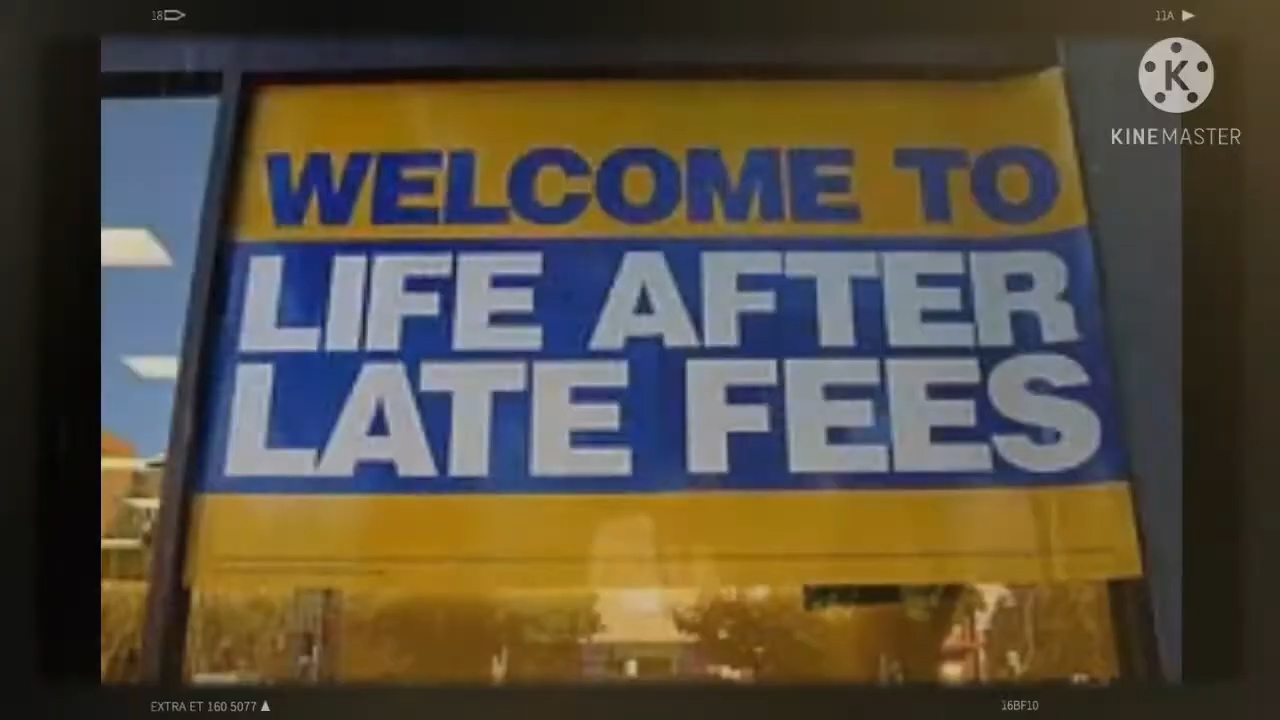 18
11A
K
KINEMASTER
WELCOME TO
LIFE AFTER
LATE FEES
EXTRA ET 160 5077
16BF10